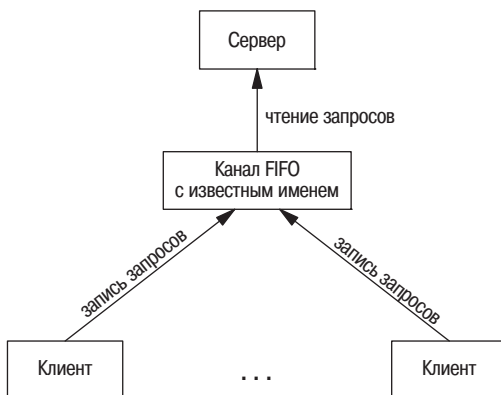 Сервер
чтение запросов
Канал FIFO
с известным именем
запись запросов
запись запросов
Клиент
...
Клиент